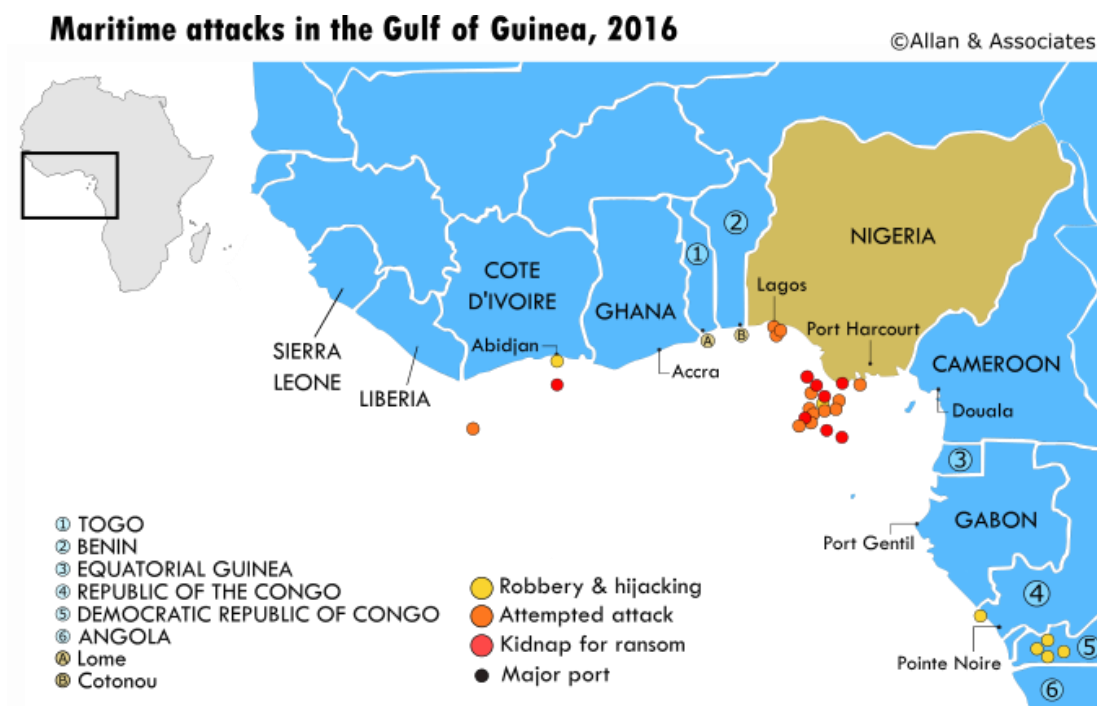 Maritime attacks in the Gulf of Guinea, 2016
©Allan & Associates
NIGERIA
②
①
COTE
D'IVOIRE
GHANA
Lagos
Port Harcourt
Abidjan
Ⓐ
Ⓑ
SIERRA
LEONE
LIBERIA
Accra
CAMEROON
Douala
③
GABON
Port Gentil
① TOGO
② BENIN
③ EQUATORIAL GUINEA
④ REPUBLIC OF THE CONGO
⑤ DEMOCRATIC REPUBLIC OF CONGO
⑥ ANGOLA
Ⓐ Lome
Ⓑ Cotonou
Robbery & hijacking
Attempted attack
Kidnap for ransom
Major port
④
Pointe Noire
⑤
⑥